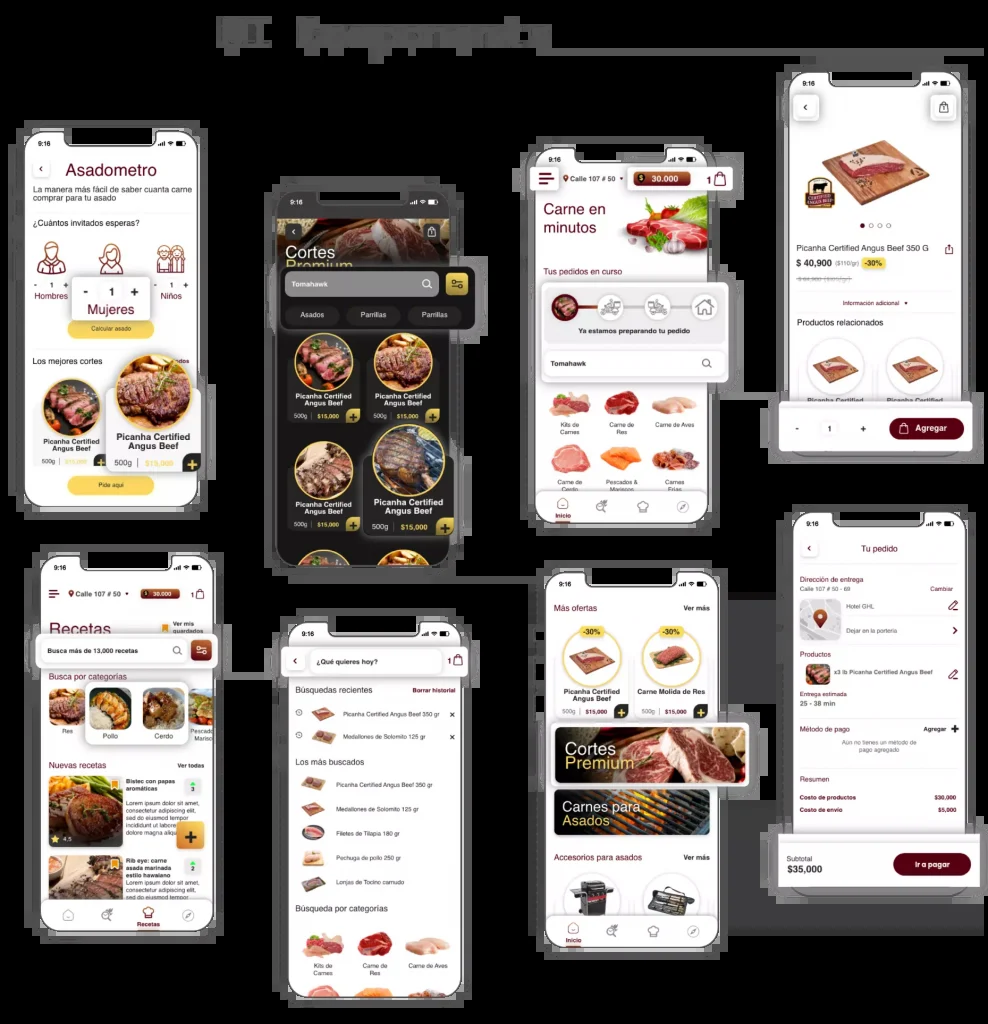 9:16
Asadometro
La manera más fácil de saber cuanta carne
comprar para tu asado
¿Cuántos invitados esperas?
- 1 +
Hombres
- 1 +
Mujeres
- 1 +
Niños
Calcular asado
Los mejores cortes
Picanha Certified
Angus Beef
500g | $15,000
Picanha Certified
Angus Beef
500g | $15,000
Pide aquí
9:16
Cortes
Premium
Tomahawk
Asados
Parrillas
Parrillas
Picanha Certified
Angus Beef
500g | $15,000
Picanha Certified
Angus Beef
500g | $15,000
Picanha Certified
Angus Beef
500g | $15,000
Picanha Certified
Angus Beef
500g | $15,000
9:16
Calle 107 # 50
$ 30.000
1
Carne en
minutos
Tus pedidos en curso
Ya estamos preparando tu pedido
Tomahawk
Kits de
Carnes
Carne de
Res
Carne de Aves
Carne de
Cerdo
Pescados &
Mariscos
Carnes
Frías
Inicio
9:16
1
CERTIFIED
ANGUS BEEF
Picanha Certified Angus Beef 350 G
$ 40,900 ($110/gr) -30%
Información adicional
Productos relacionados
Picanha Certified
Picanha Certified
- 1 +
Agregar
9:16
Calle 107 # 50
$ 30.000
1
Recetas
Ver mis
guardados
Busca más de 13,000 recetas
Busca por categorías
Res
Pollo
Cerdo
Pescado
Nuevas recetas
Ver todas
4.5
Bistec con papas
aromáticas
3
Lorem ipsum dolor sit amet,
consectetur adipiscing elit,
sed do eiusmod tempor
incididunt ut labore
dolore magna aliqua
Rib eye: carne
asada marinada
estilo hawaiano
2
Lorem ipsum dolor sit amet,
consectetur adipiscing elit,
sed do eiusmod tempor
Recetas
9:16
¿Qué quieres hoy?
1
Búsquedas recientes
Borrar historial
Picanha Certified Angus Beef 350 gr
Medallones de Solomito 125 gr
Los más buscados
Picanha Certified Angus Beef 350 gr
Medallones de Solomito 125 gr
Filetes de Tilapia 180 gr
Pechuga de pollo 250 gr
Lonjas de Tocino carnudo
Búsqueda por categorías
Kits de
Carnes
Carne de
Res
Carne de Aves
9:16
Más ofertas
Ver más
-30%
Picanha Certified
Angus Beef
500g | $15,000
-30%
Carne Molida de Res
500g | $15,000
Cortes
Premium
Carnes para
Asados
Accesorios para asados
Ver más
Inicio
9:16
Tu pedido
Dirección de entrega
Calle 107 # 50 - 69
Cambiar
Hotel GHL
Dejar en la portería
Productos
x3 lb Picanha Certified Angus Beef
Entrega estimada
25 - 38 min
Método de pago
Agregar
Aún no tienes un método de
pago agregado
Resumen
Costo de productos
$30,000
Costo de envío
$5,000
Subtotal
$35,000
Ir a pagar